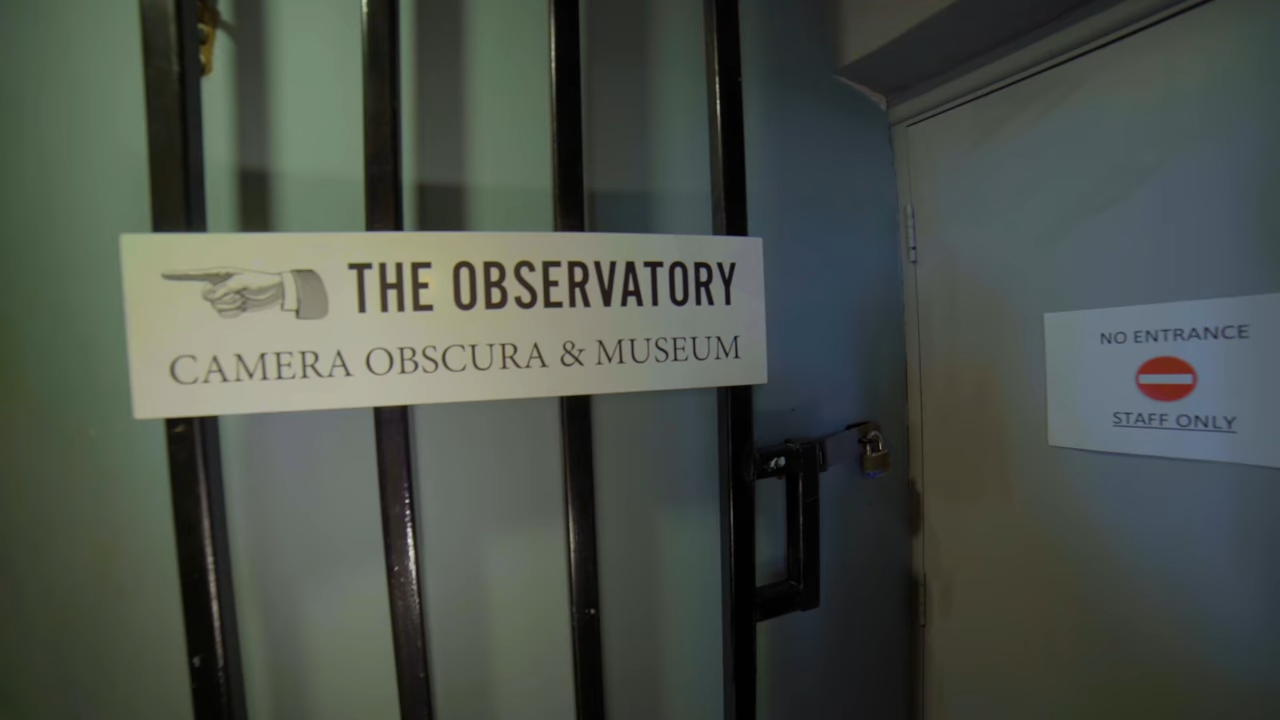 THE OBSERVATORY
CAMERA OBSCURA & MUSEUM
NO ENTRANCE
STAFF ONLY